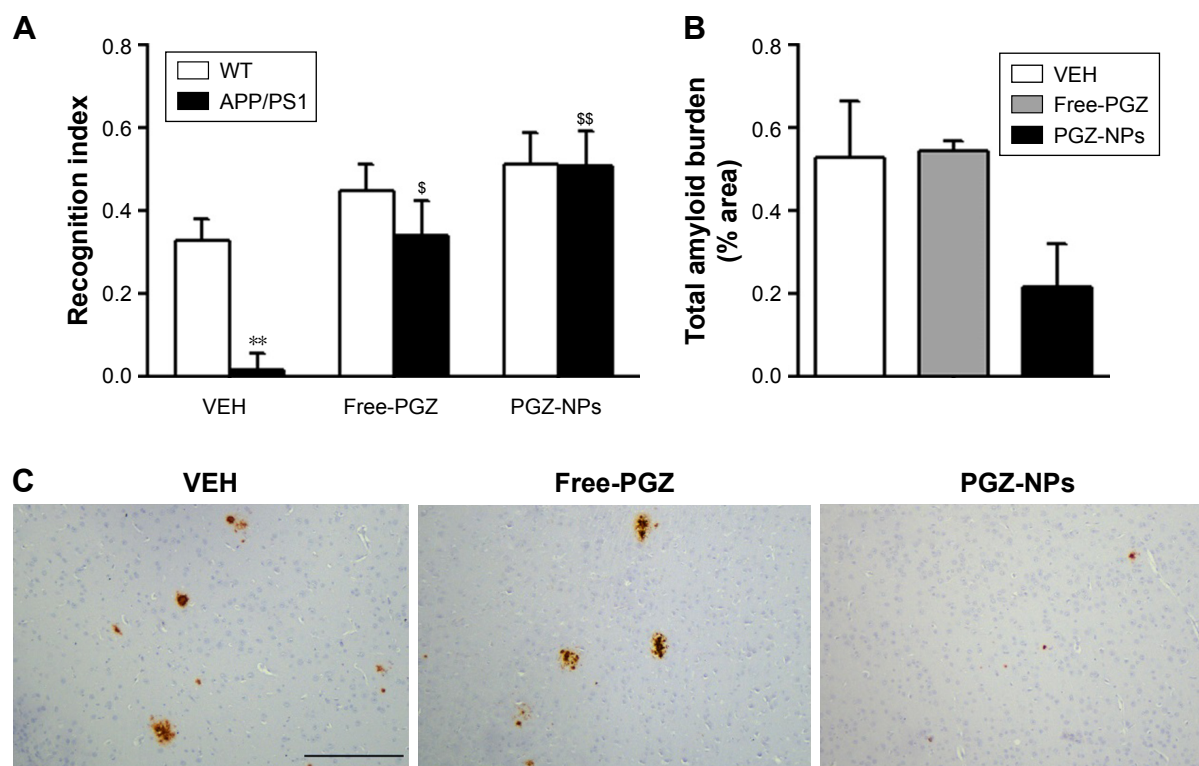 A
Recognition index
0.8
0.6
0.4
0.2
0.0
WT
APP/PS1
**
$
$$
VEH
Free-PGZ
PGZ-NPs
B
Total amyloid burden
(% area)
0.8
0.6
0.4
0.2
0.0
VEH
Free-PGZ
PGZ-NPs
C
VEH
Free-PGZ
PGZ-NPs